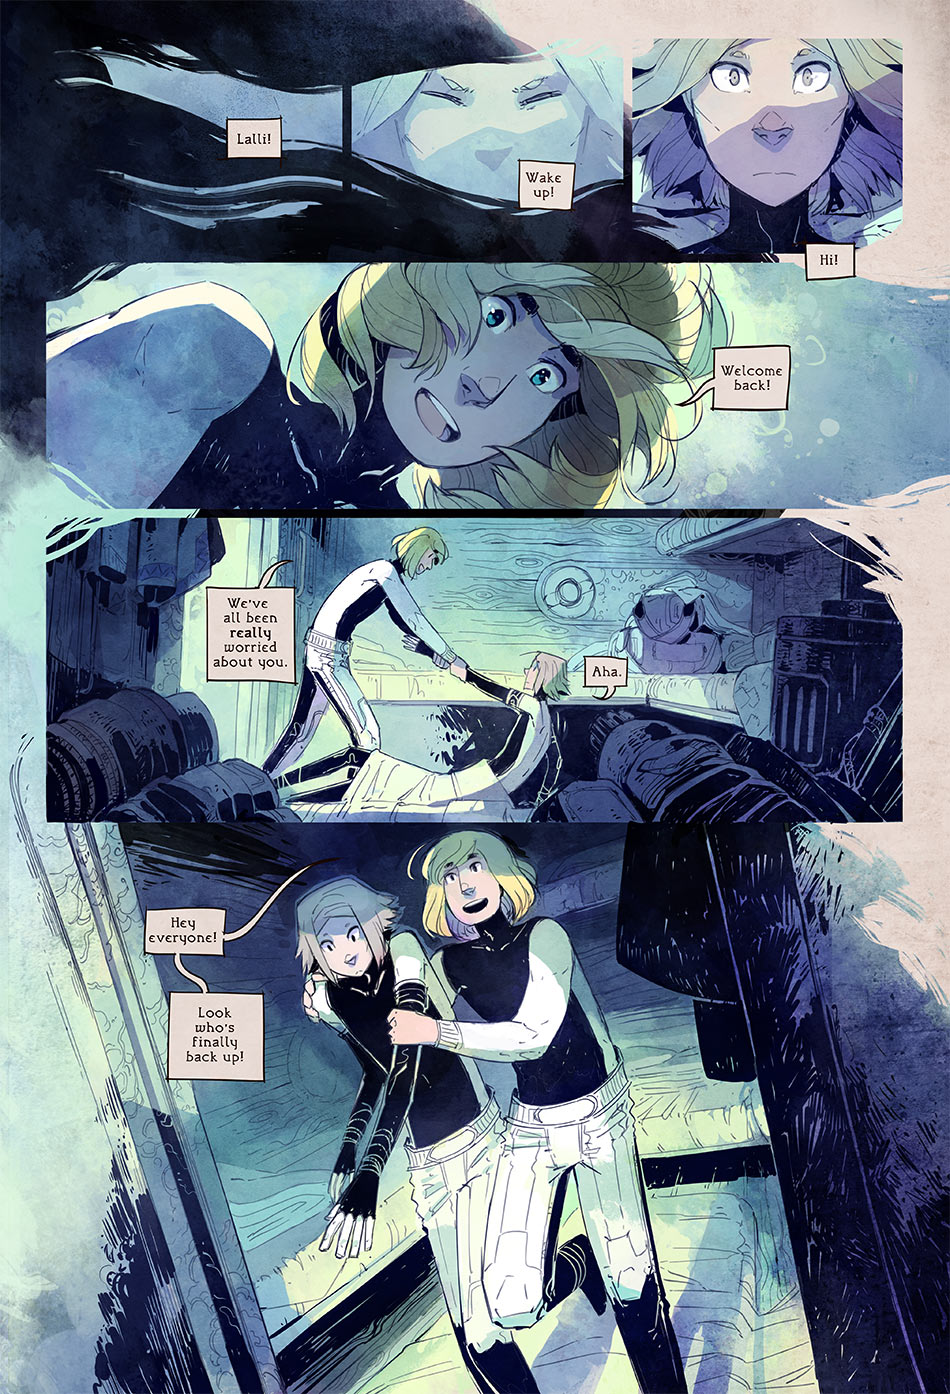 Lalli!
Wake
up!
Hi!
Welcome
back!
We've
all been
really
worried
about you.
Aha.
Hey
everyone!
Look
who's
finally
back up!